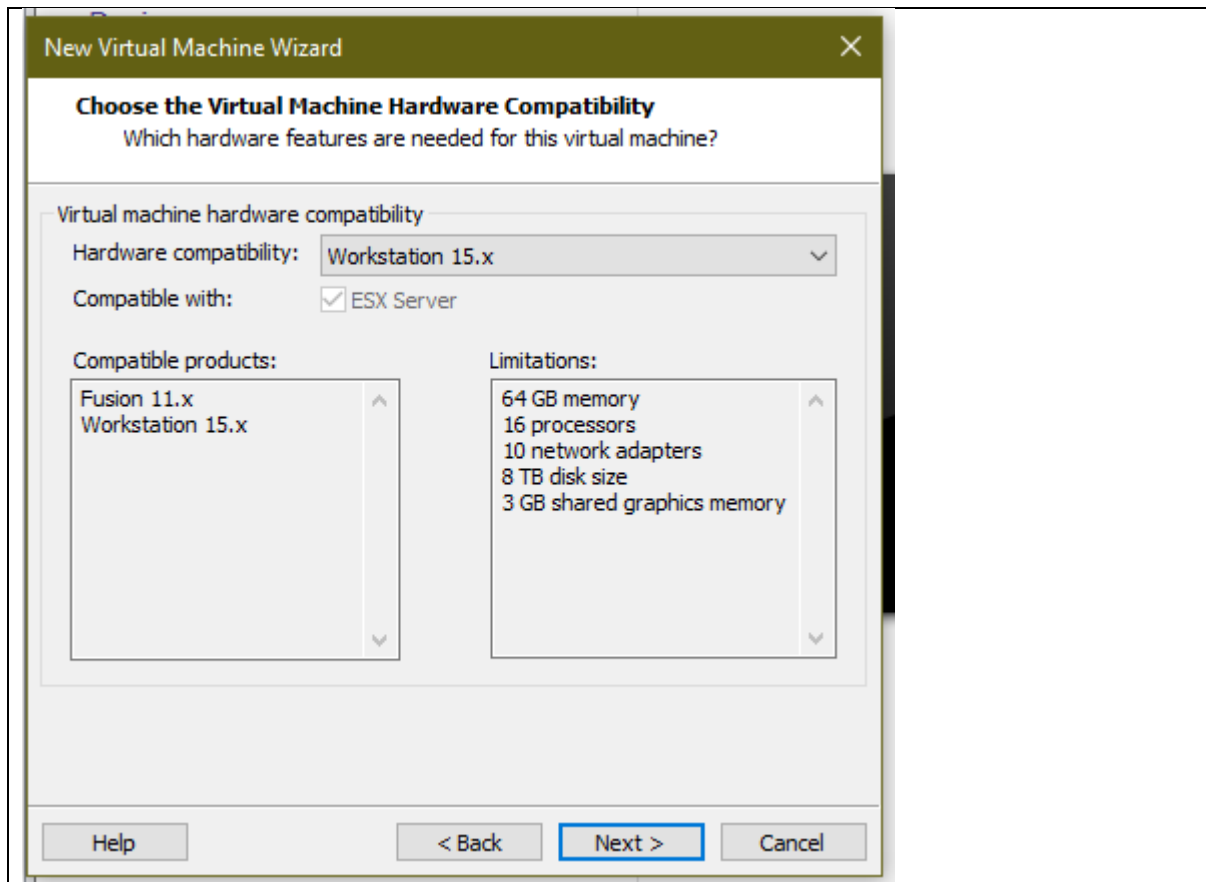 New Virtual Machine Wizard
Choose the Virtual Machine Hardware Compatibility
Which hardware features are needed for this virtual machine?
Virtual machine hardware compatibility
Hardware compatibility: Workstation 15.x
Compatible with: ESX Server
Compatible products:
Fusion 11.x
Workstation 15.x
Limitations:
64 GB memory
16 processors
10 network adapters
8 TB disk size
3 GB shared graphics memory
Help < Back Next > Cancel